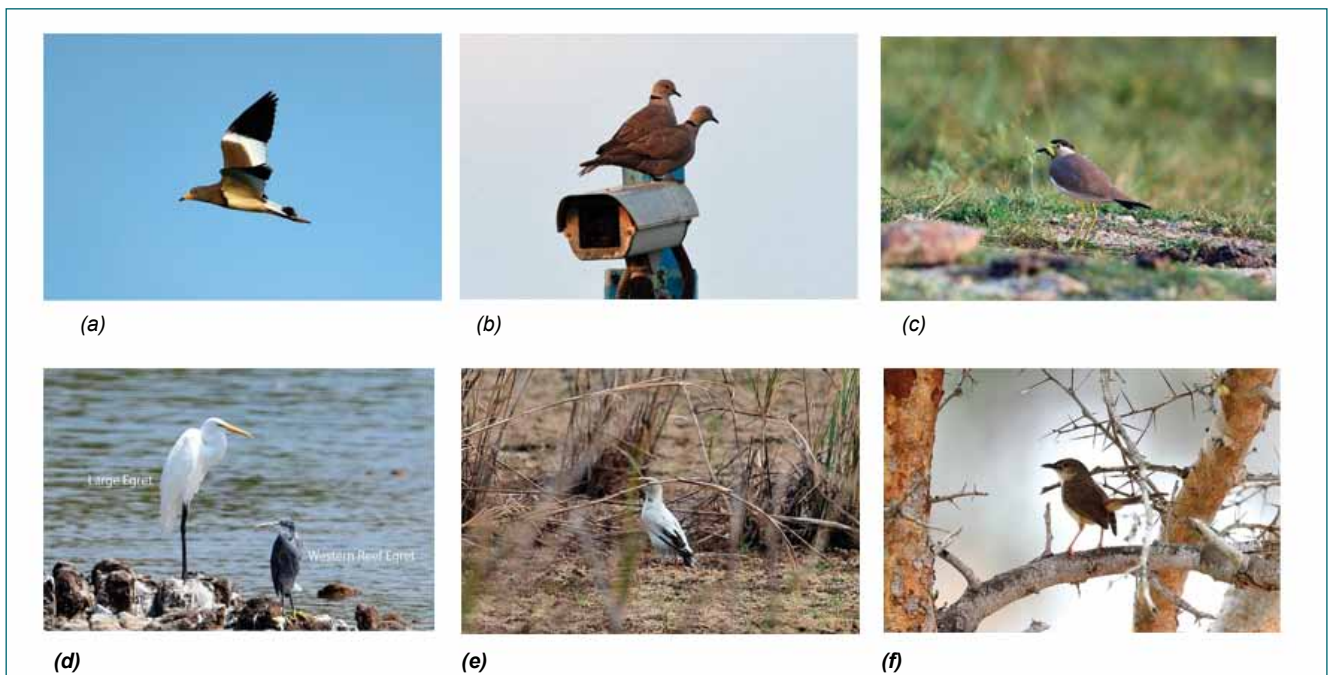 (a)
(b)
(c)
Large Egret
Western Reef Egret
(d)
(e)
(f)